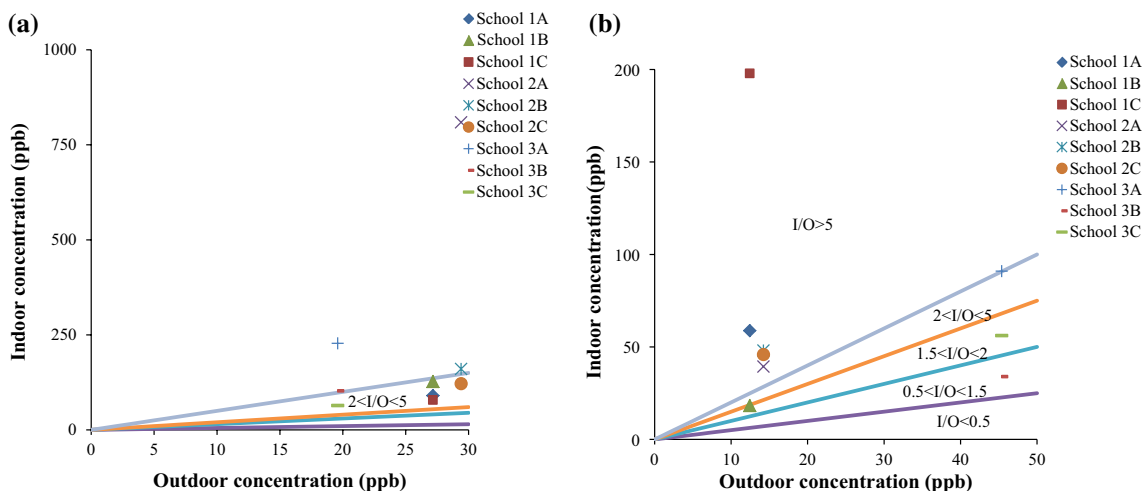 (a)
1000
750
500
250
0
Indoor concentration (ppb)
0 5 10 15 20 25 30
Outdoor concentration (ppb)
2<I/O<5
School 1A
School 1B
School 1C
School 2A
School 2B
School 2C
School 3A
School 3B
School 3C
(b)
200
150
100
50
0
Indoor concentration(ppb)
0 10 20 30 40 50
Outdoor concentration (ppb)
I/O>5
2<I/O<5
1.5<I/O<2
0.5<I/O<1.5
I/O<0.5
School 1A
School 1B
School 1C
School 2A
School 2B
School 2C
School 3A
School 3B
School 3C